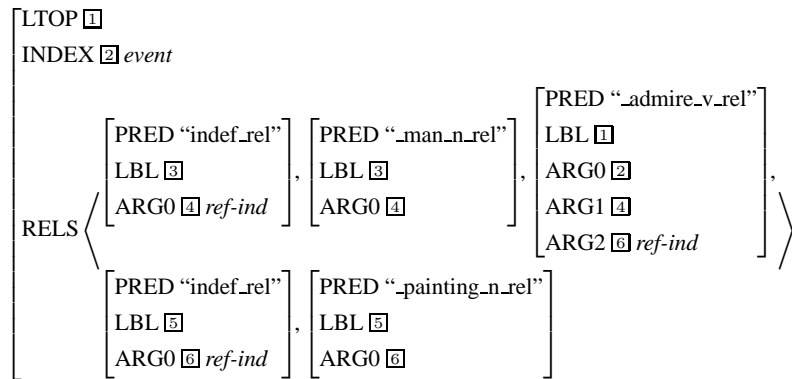 LTOP 1
INDEX 2 event
PRED “_admire_v_rel”
PRED “indef_rel” PRED “_man_n_rel” LBL 1
LBL 3 , LBL 3 , ARG0 2 ,
ARG0 4 ref-ind ARG0 4 ARG1 4
RELS ARG2 6 ref-ind
PRED “indef_rel” PRED “_painting_n_rel”
LBL 5 , LBL 5
ARG0 6 ref-ind ARG0 6